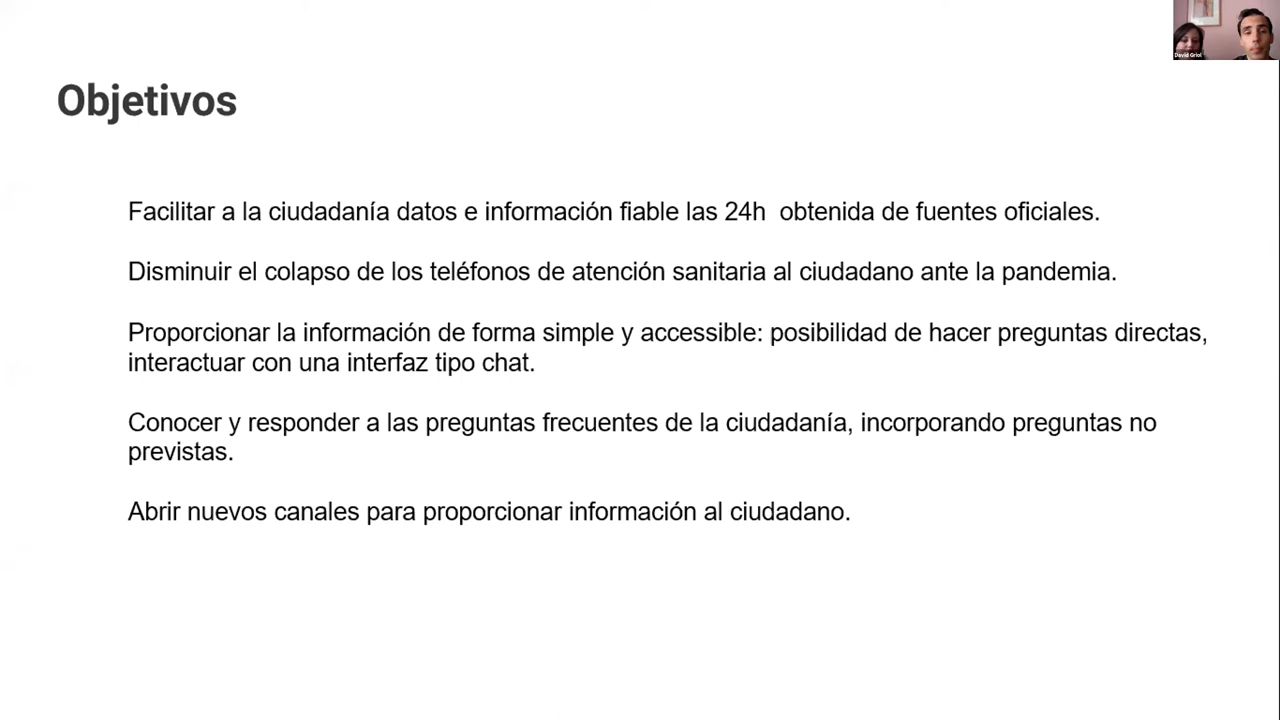 Objetivos
Facilitar a la ciudadanía datos e información fiable las 24h  obtenida de fuentes oficiales.
Disminuir el colapso de los teléfonos de atención sanitaria al ciudadano ante la pandemia.
Proporcionar la información de forma simple y accessible: posibilidad de hacer preguntas directas,
interactuar con una interfaz tipo chat.
Conocer y responder a las preguntas frecuentes de la ciudadanía, incorporando preguntas no
previstas.
Abrir nuevos canales para proporcionar información al ciudadano.
David Griol